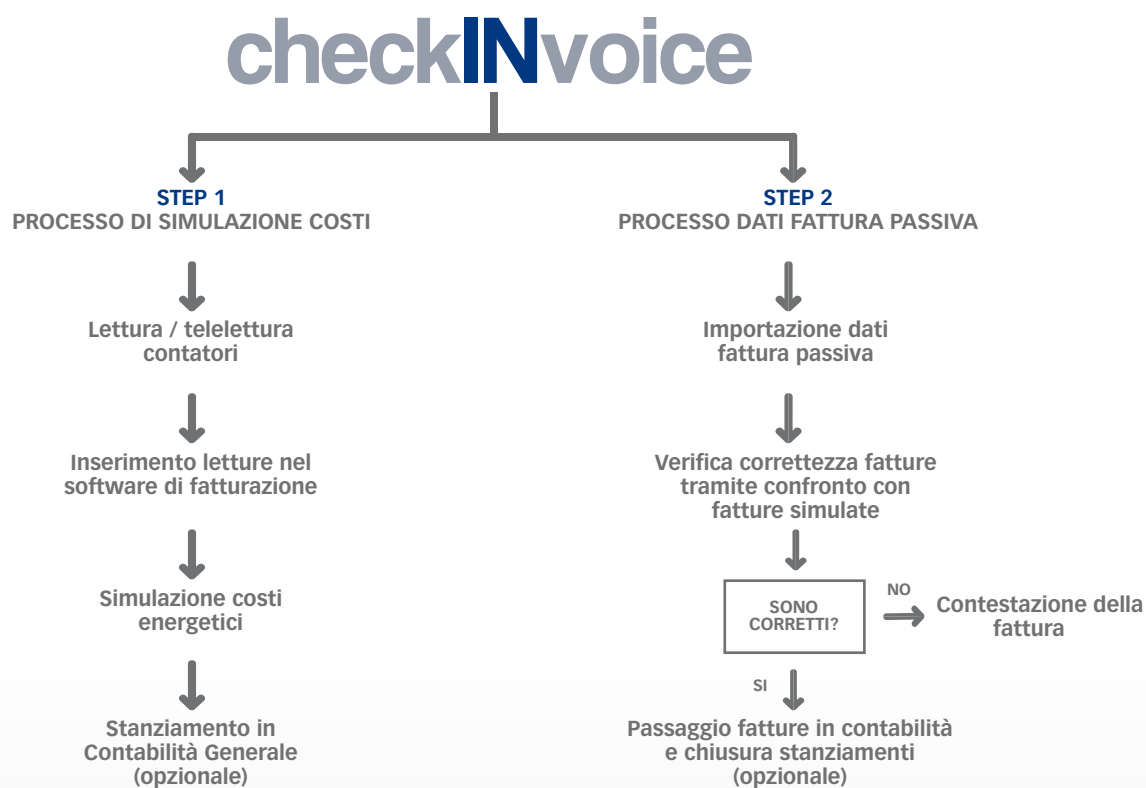 checkINvoice
STEP 1
PROCESSO DI SIMULAZIONE COSTI
Lettura / telelettura
contatori
Inserimento letture nel
software di fatturazione
Simulazione costi
energetici
Stanziamento in
Contabilità Generale
(opzionale)
STEP 2
PROCESSO DATI FATTURA PASSIVA
Importazione dati
fattura passiva
Verifica correttezza fatture
tramite confronto con
fatture simulate
SONO
CORRETTI?
NO
Contestazione della
fattura
SI
Passaggio fatture in contabilità
e chiusura stanziamenti
(opzionale)